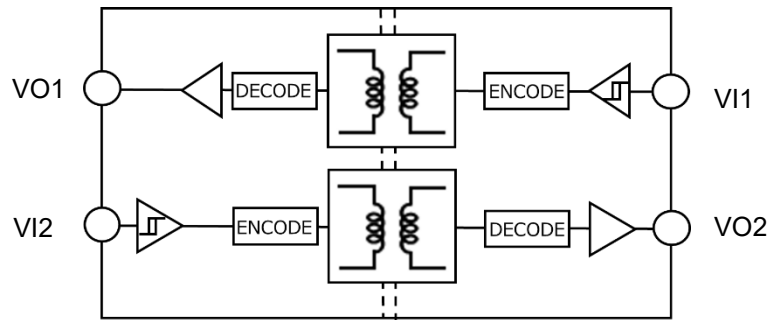 VO1
DECODE
ENCODE
VI1
VI2
ENCODE
DECODE
VO2